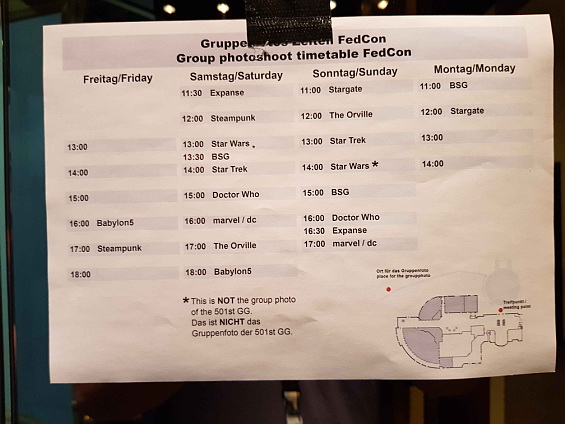 Gruppenfotos Zeiten FedCon
Group photoshoot timetable FedCon
Freitag/Friday
13:00
14:00
15:00
16:00 Babylon5
17:00 Steampunk
18:00
Samstag/Saturday
11:30 Expanse
12:00 Steampunk
13:00 Star Wars
13:30 BSG
14:00 Star Trek
15:00 Doctor Who
16:00 marvel / dc
17:00 The Orville
18:00 Babylon5
Sonntag/Sunday
11:00 Stargate
12:00 The Orville
13:00 Star Trek
14:00 Star Wars *
15:00 BSG
16:00 Doctor Who
16:30 Expanse
17:00 marvel / dc
Montag/Monday
11:00 BSG
12:00 Stargate
13:00
14:00
* This is NOT the group photo
of the 501st GG.
Das ist NICHT das
Gruppenfoto der 501st GG.
Ort für das Gruppenfoto
place for the groupphoto
Treffpunkt /
meeting point